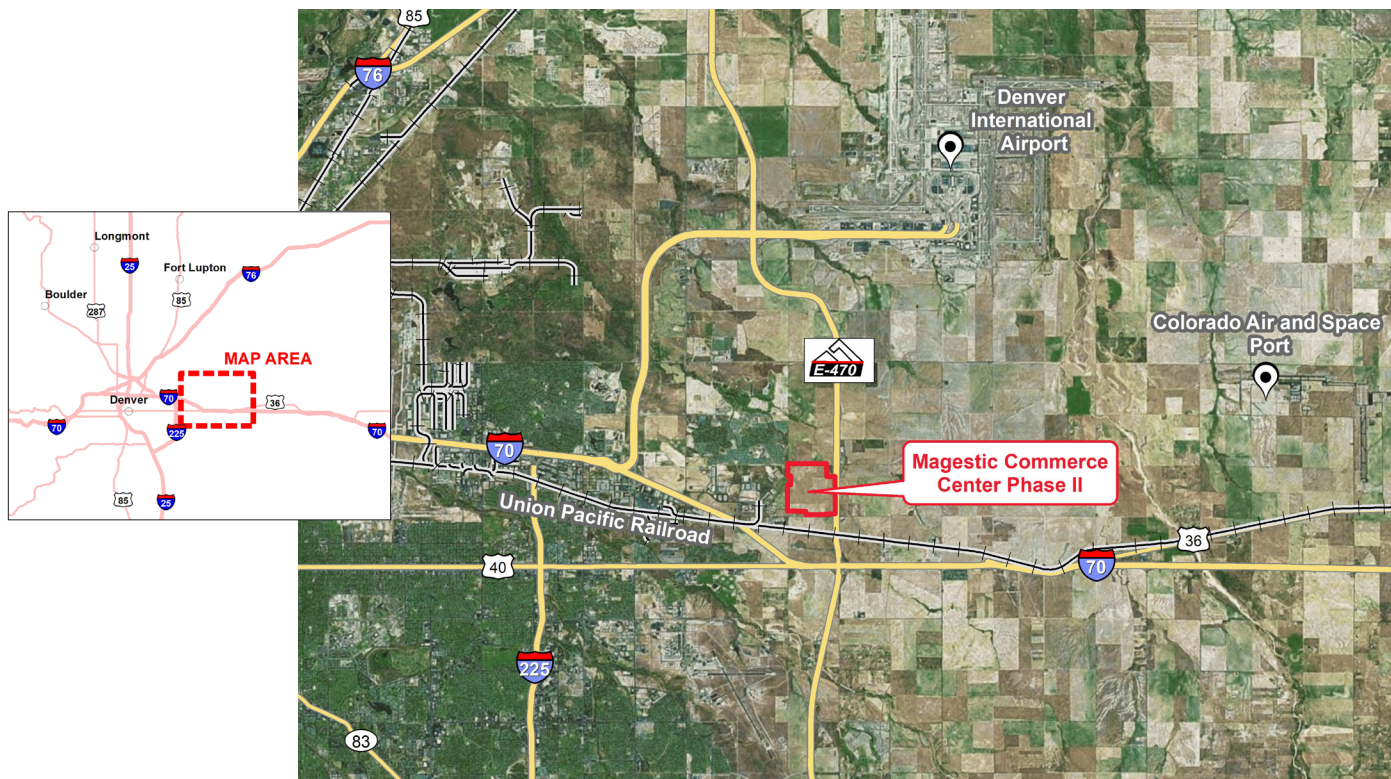 85
76
Denver
International
Airport
Longmont
25
Fort Lupton
76
Boulder
85
287
MAP AREA
Denver
70
36
70
225
70
85
25
Colorado Air and Space
Port
E-470
70
Magestic Commerce
Center Phase II
Union Pacific Railroad
36
40
70
225
83